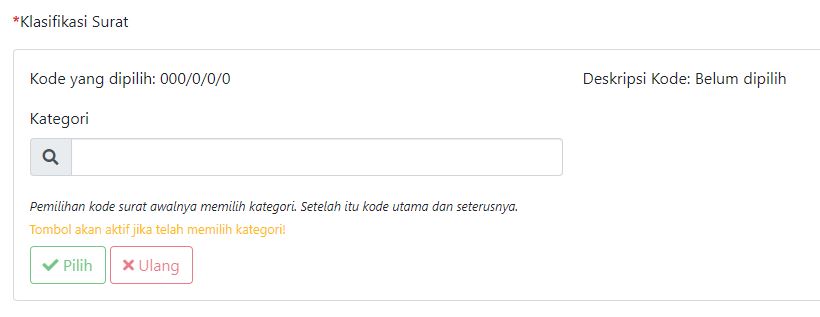 *Klasifikasi Surat
Kode yang dipilih: 000/0/0/0
Deskripsi Kode: Belum dipilih
Kategori
Pemilihan kode surat awalnya memilih kategori. Setelah itu kode utama dan seterusnya.
Tombol akan aktif jika telah memilih kategori!
Pilih
Ulang